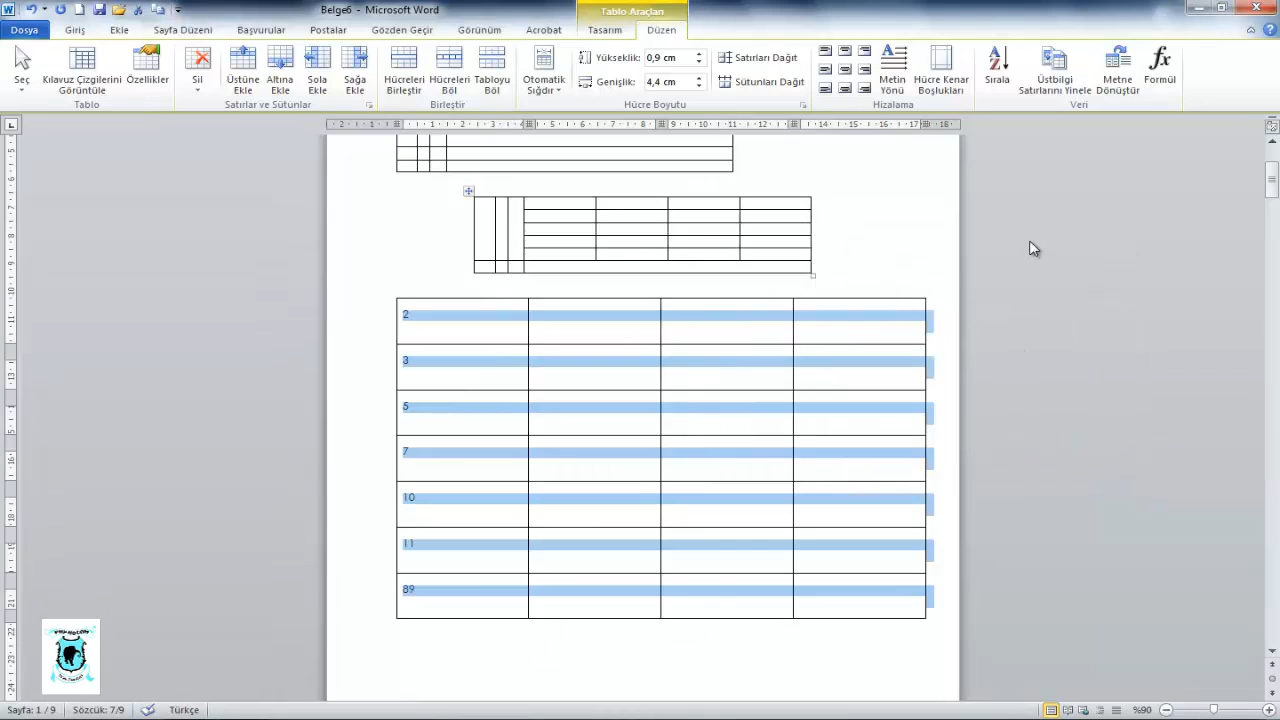 Belge6 - Microsoft Word
Tablo Araçları
Dosya Giriş Ekle Sayfa Düzeni Başvurular Postalar Gözden Geçir Görünüm Acrobat Tasarım Düzen
Seç
Kılavuz Çizgilerini Görüntüle
Özellikler
Sil
Üstüne Ekle
Altına Ekle
Sola Ekle
Sağa Ekle
Hücreleri Birleştir
Hücreleri Böl
Tabloyu Böl
Otomatik Sığdır
Yükseklik: 0,9 cm
Genişlik: 4,4 cm
Satırları Dağıt
Sütunları Dağıt
Metin Yönü
Hücre Kenar Boşlukları
Sırala
Üstbilgi Satırlarını Yinele
Metne Dönüştür
Formül
Tablo Satırlar ve Sütunlar Birleştir Hücre Boyutu Hizalama Veri
2
3
5
7
10
11
89
Sayfa: 1 / 9 Sözcük: 7/9 Türkçe %90